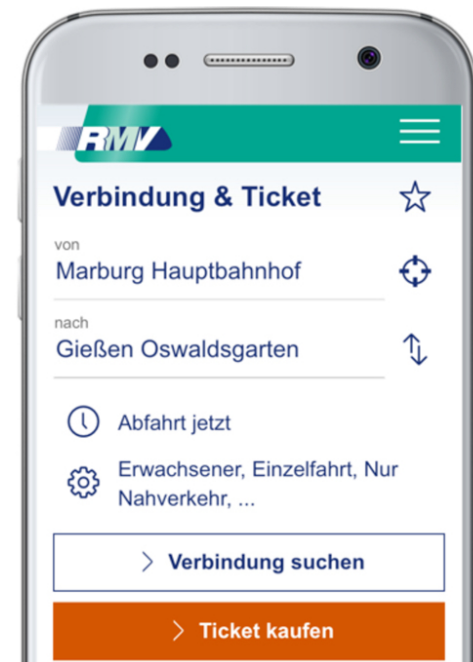 RMV
Verbindung & Ticket
von
Marburg Hauptbahnhof
nach
Gießen Oswaldsgarten
Abfahrt jetzt
Erwachsener, Einzelfahrt, Nur
Nahverkehr, ...
Verbindung suchen
Ticket kaufen